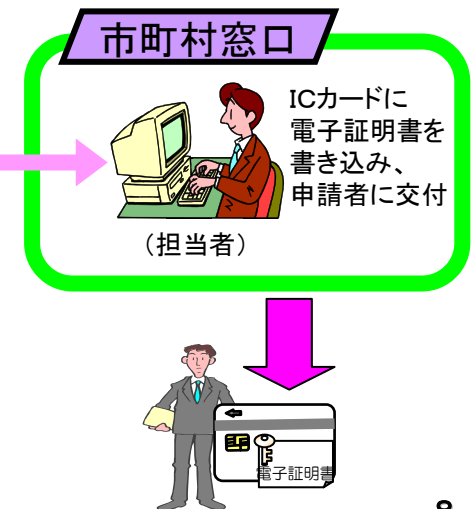 市町村窓口
ICカードに
電子証明書を
書き込み、
申請者に交付
（担当者）
電子証明書